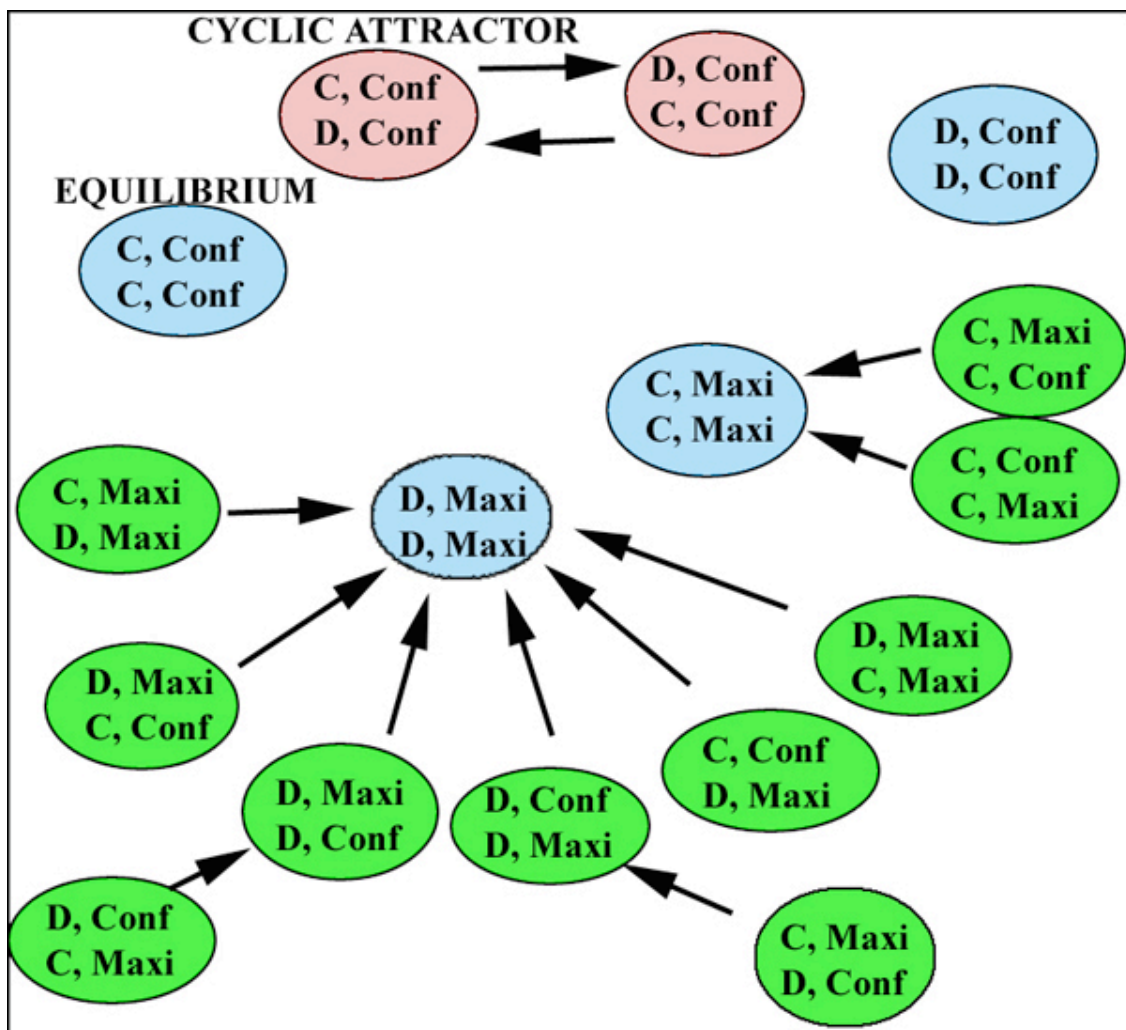 CYCLIC ATTRACTOR
C, Conf
D, Conf
D, Conf
C, Conf
D, Conf
D, Conf
EQUILIBRIUM
C, Conf
C, Conf
C, Maxi
C, Conf
C, Maxi
C, Maxi
C, Conf
C, Maxi
C, Maxi
D, Maxi
D, Maxi
D, Maxi
D, Maxi
C, Maxi
D, Maxi
C, Conf
C, Conf
D, Maxi
D, Maxi
D, Conf
D, Conf
D, Maxi
D, Conf
C, Maxi
C, Maxi
D, Conf